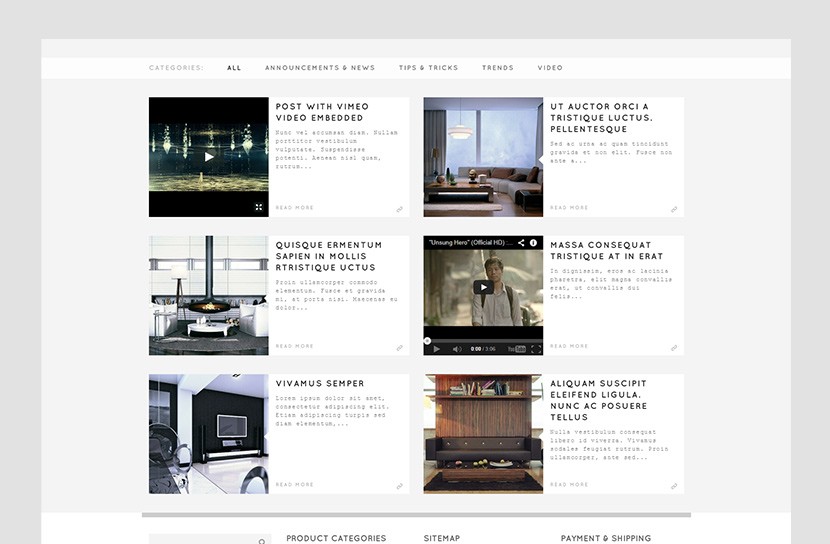 CATEGORIES: ALL ANNOUNCEMENTS & NEWS TIPS & TRICKS TRENDS VIDEO
POST WITH VIMEO
VIDEO EMBEDDED
Nunc vel accumsan diam. Nullam
porttitor vestibulum
vulputate. Suspendisse
potenti. Aenean nisl quam,
rutrum...
READ MORE
UT AUCTOR ORCI A
TRISTIQUE LUCTUS.
PELLENTESQUE
Sed ac urna ac quam tincidunt
gravida et non elit. Fusce non
ante a...
READ MORE
QUISQUE ERMENTUM
SAPIEN IN MOLLIS
RTRISTIQUE UCTUS
Proin ullamcorper commodo
elementum. Fusce et gravida
mi, at porta nisi. Maecenas eu
dolor...
READ MORE
"Unsung Hero" (Official HD) :...
0:00 / 3:06
You Tube
MASSA CONSEQUAT
TRISTIQUE AT IN ERAT
In dignissim, eros ac lacinia
pharetra, elit magna convallis
erat, ut convallis dui
felis...
READ MORE
VIVAMUS SEMPER
Lorem ipsum dolor sit amet,
consectetur adipiscing elit.
Etiam adipiscing turpis sed
diam elementum,...
READ MORE
ALIQUAM SUSCIPIT
ELEIFEND LIGULA.
NUNC AC POSUERE
TELLUS
Nulla vestibulum consequat
libero id viverra. Vivamus
sodales feugiat rutrum. Proin
ullamcorper, ante sed...
READ MORE
PRODUCT CATEGORIES SITEMAP PAYMENT & SHIPPING